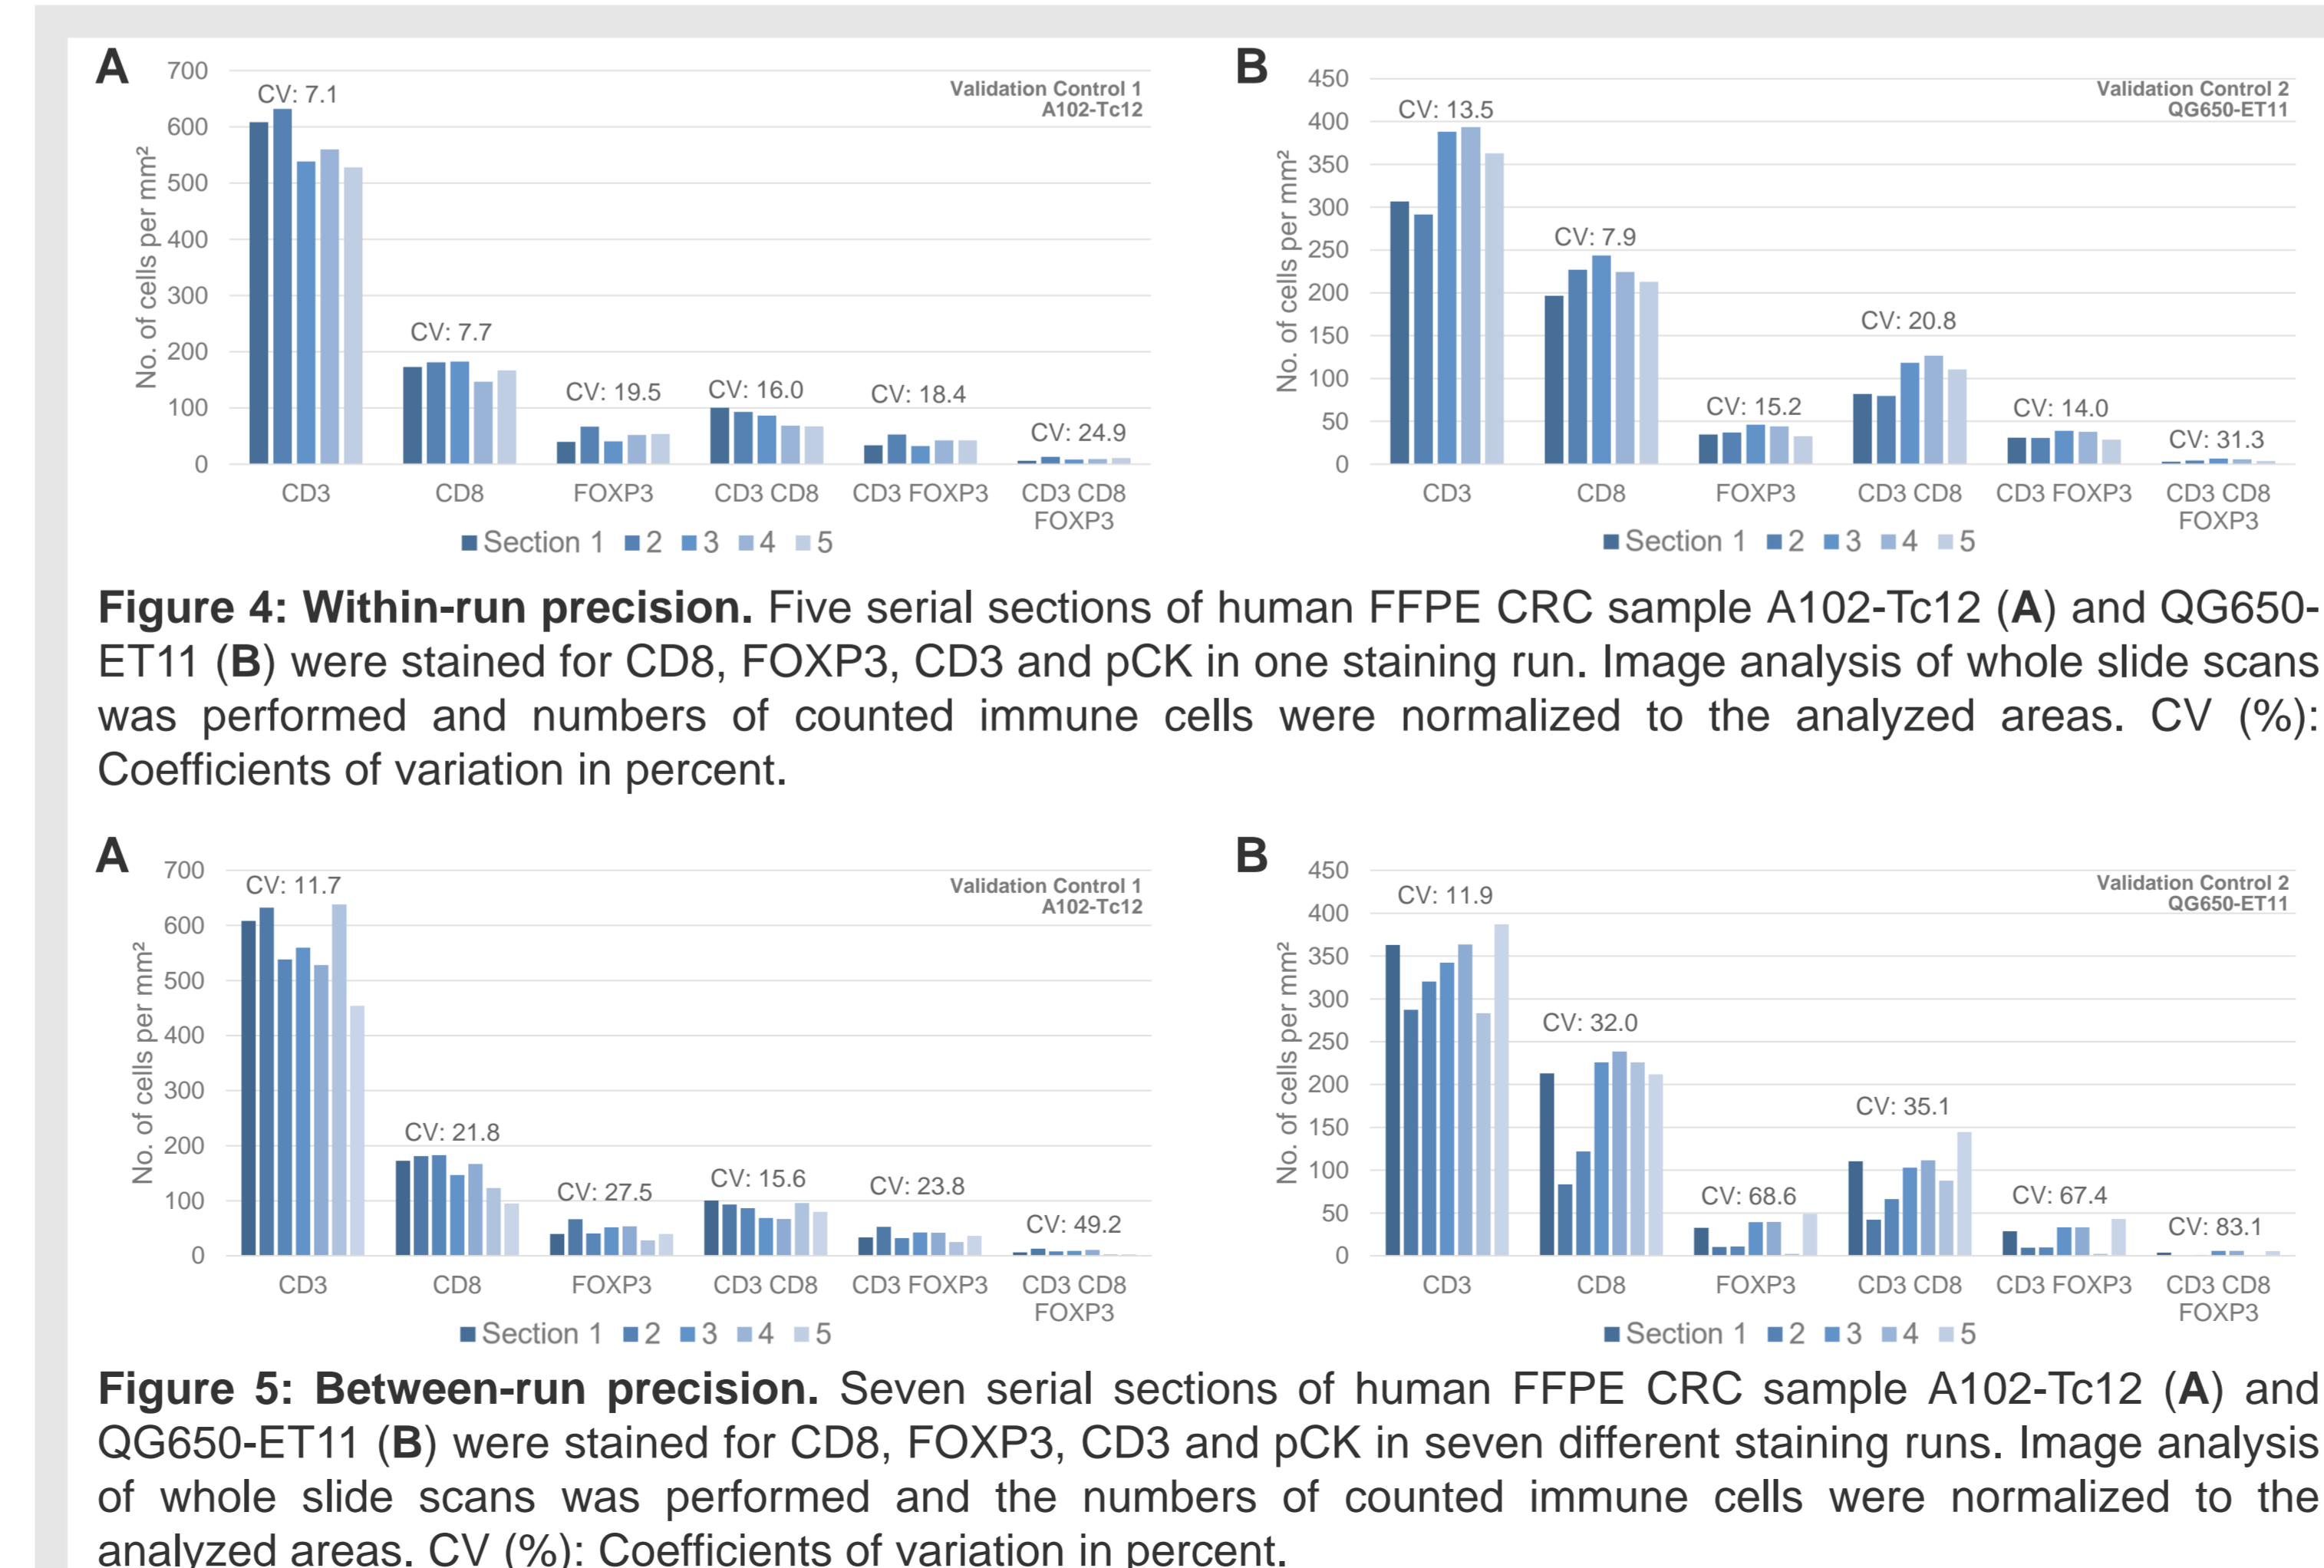 A
Validation Control 1
A102-Tc12
No. of cells per mm²
700
600
500
400
300
200
100
0
CV: 7.1
CV: 7.7
CV: 19.5
CV: 16.0
CV: 18.4
CV: 24.9
CD3 CD8 FOXP3 CD3 CD8 CD3 FOXP3 CD3 CD8
FOXP3
Section 1 2 3 4 5
B
Validation Control 2
QG650-ET11
No. of cells per mm²
450
400
350
300
250
200
150
100
50
0
CV: 13.5
CV: 7.9
CV: 15.2
CV: 20.8
CV: 14.0
CV: 31.3
CD3 CD8 FOXP3 CD3 CD8 CD3 FOXP3 CD3 CD8
FOXP3
Section 1 2 3 4 5
Figure 4: Within-run precision. Five serial sections of human FFPE CRC sample A102-Tc12 (A) and QG650-
ET11 (B) were stained for CD8, FOXP3, CD3 and pCK in one staining run. Image analysis of whole slide scans
was performed and numbers of counted immune cells were normalized to the analyzed areas. CV (%):
Coefficients of variation in percent.
A
Validation Control 1
A102-Tc12
No. of cells per mm²
700
600
500
400
300
200
100
0
CV: 11.7
CV: 21.8
CV: 27.5
CV: 15.6
CV: 23.8
CV: 49.2
CD3 CD8 FOXP3 CD3 CD8 CD3 FOXP3 CD3 CD8
FOXP3
Section 1 2 3 4 5
B
Validation Control 2
QG650-ET11
No. of cells per mm²
450
400
350
300
250
200
150
100
50
0
CV: 11.9
CV: 32.0
CV: 68.6
CV: 35.1
CV: 67.4
CV: 83.1
CD3 CD8 FOXP3 CD3 CD8 CD3 FOXP3 CD3 CD8
FOXP3
Section 1 2 3 4 5
Figure 5: Between-run precision. Seven serial sections of human FFPE CRC sample A102-Tc12 (A) and
QG650-ET11 (B) were stained for CD8, FOXP3, CD3 and pCK in seven different staining runs. Image analysis
of whole slide scans was performed and the numbers of counted immune cells were normalized to the
analyzed areas. CV (%): Coefficients of variation in percent.